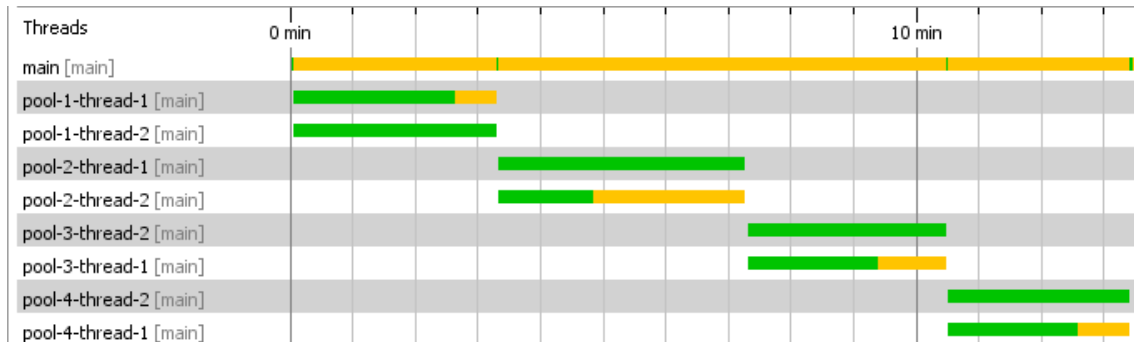 Threads 0 min 10 min
main [main]
pool-1-thread-1 [main]
pool-1-thread-2 [main]
pool-2-thread-1 [main]
pool-2-thread-2 [main]
pool-3-thread-2 [main]
pool-3-thread-1 [main]
pool-4-thread-2 [main]
pool-4-thread-1 [main]